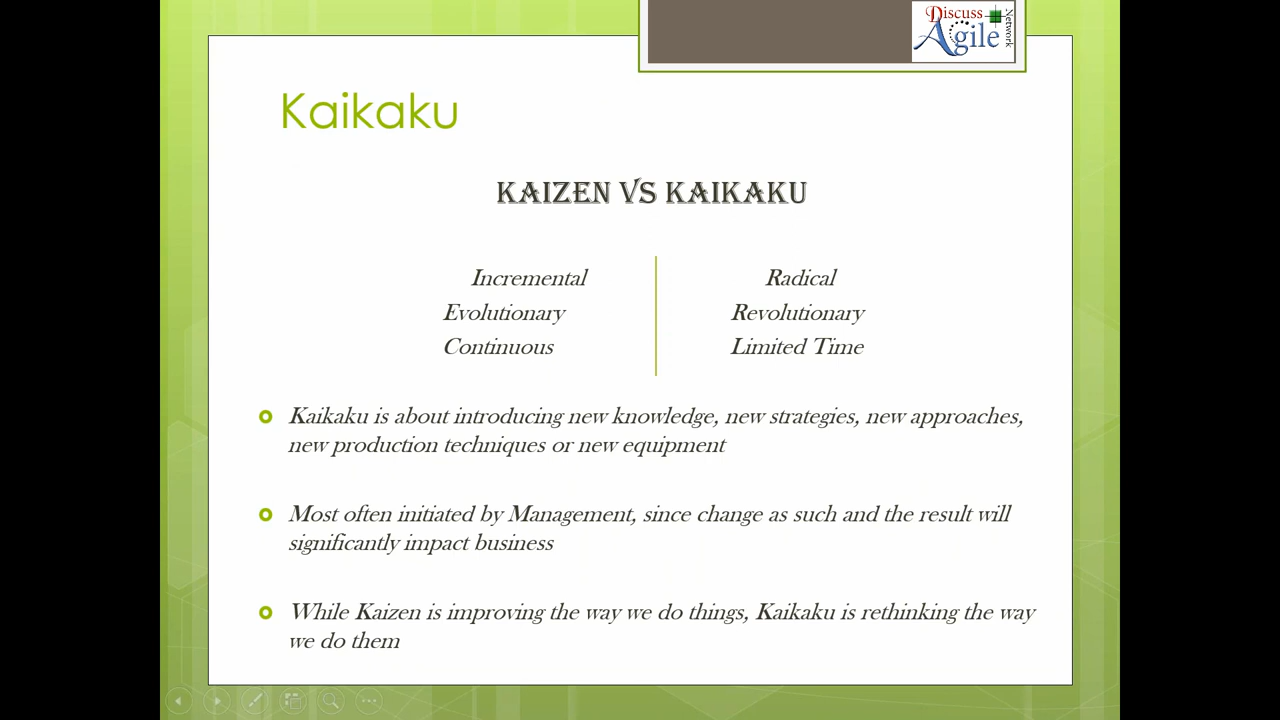 Discuss
Agile
Network
Kaikaku
KAIZEN VS KAIKAKU
Incremental
Evolutionary
Continuous
Radical
Revolutionary
Limited Time
Kaikaku is about introducing new knowledge, new strategies, new approaches,
new production techniques or new equipment
Most often initiated by Management, since change as such and the result will
significantly impact business
While Kaizen is improving the way we do things, Kaikaku is rethinking the way
we do them